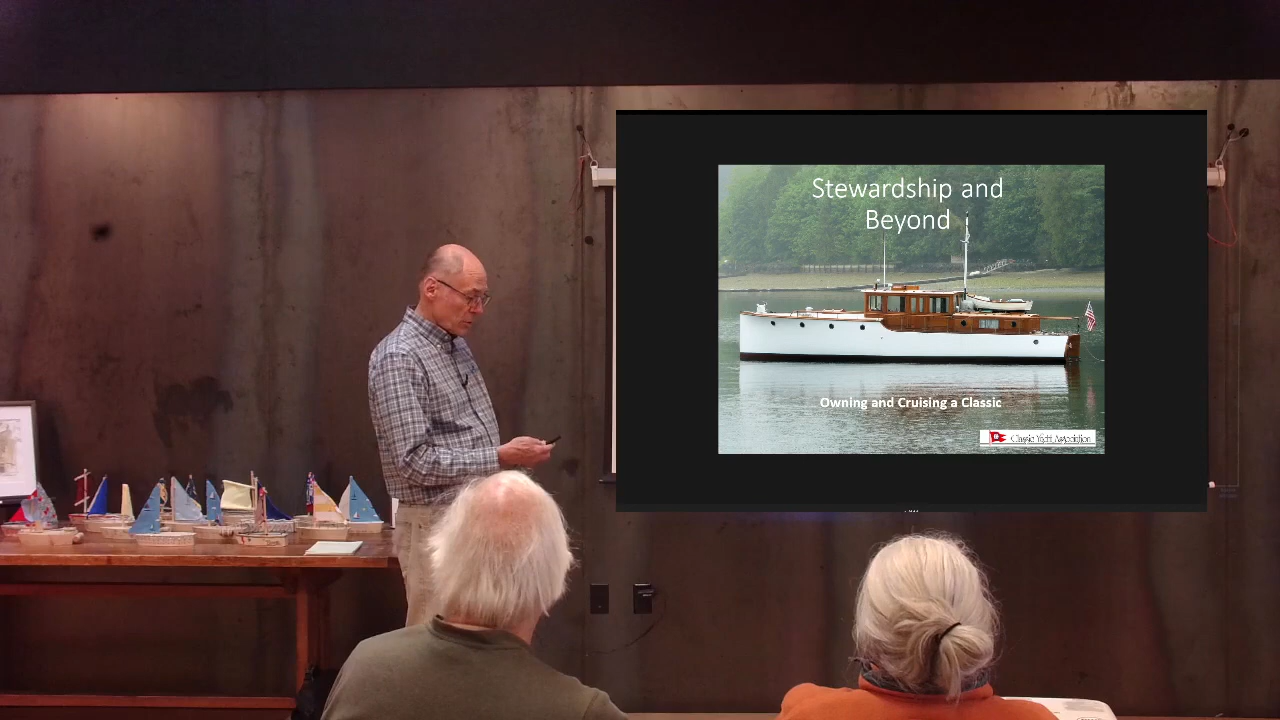 Stewardship and
Beyond
Owning and Cruising a Classic
Classic Yacht Association